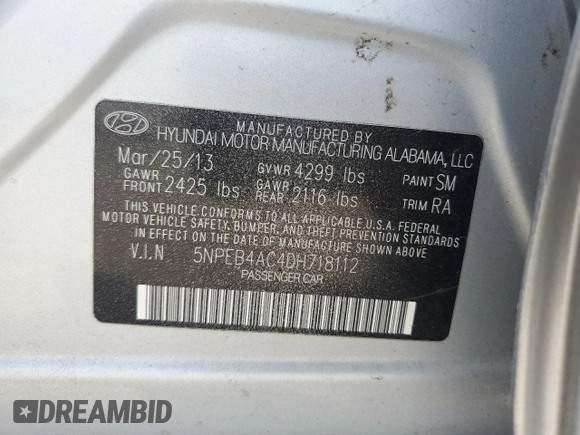 MANUFACTURED BY
HYUNDAI MOTOR MANUFACTURING ALABAMA, LLC
Mar/25/13 GVWR 4299 lbs PAINT SM
GAWR FRONT 2425 lbs GAWR REAR 2116 lbs TRIM RA
THIS VEHICLE CONFORMS TO ALL APPLICABLE U.S.A. FEDERAL
MOTOR VEHICLE SAFETY, BUMPER, AND THEFT PREVENTION STANDARDS
IN EFFECT ON THE DATE OF MANUFACTURE SHOWN ABOVE
V.I.N 5NPEB4AC4DH718112
PASSENGER CAR
DREAMBID